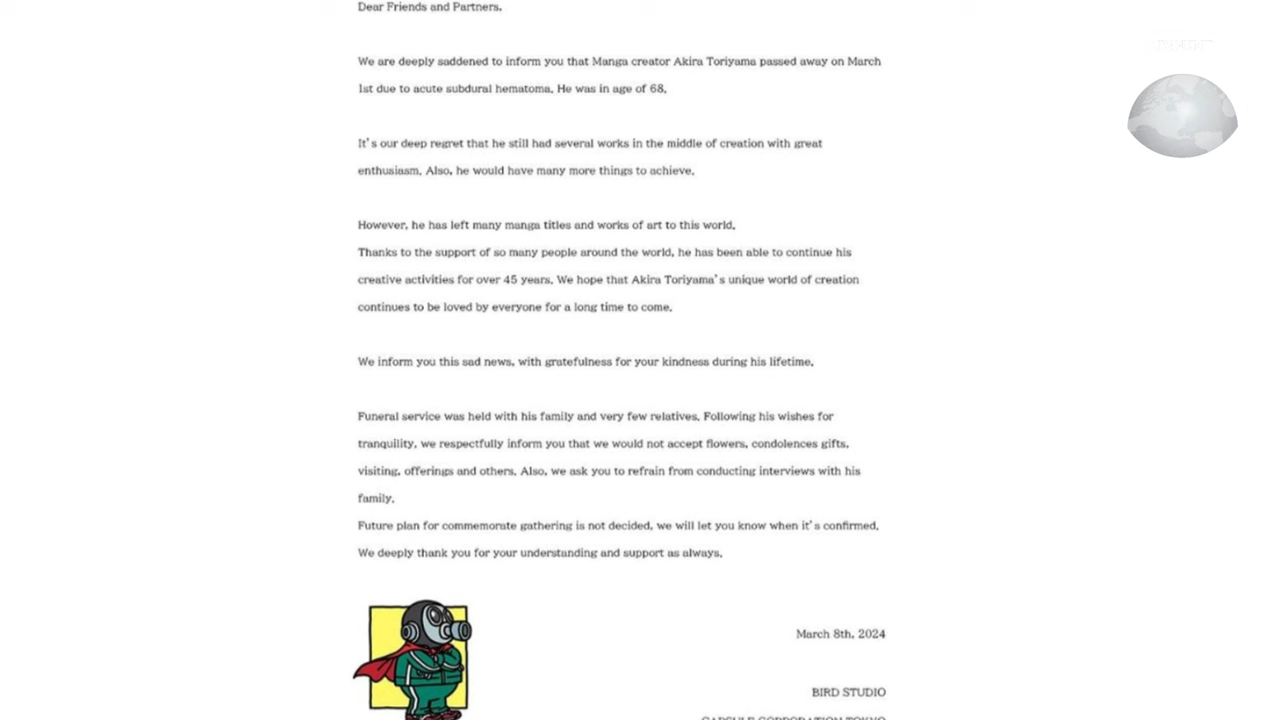 Dear Friends and Partners,
We are deeply saddened to inform you that Manga creator Akira Toriyama passed away on March
1st due to acute subdural hematoma. He was in age of 68.
It's our deep regret that he still had several works in the middle of creation with great
enthusiasm. Also, he would have many more things to achieve.
However, he has left many manga titles and works of art to this world.
Thanks to the support of so many people around the world, he has been able to continue his
creative activities for over 45 years. We hope that Akira Toriyama's unique world of creation
continues to be loved by everyone for a long time to come.
We inform you this sad news, with gratefulness for your kindness during his lifetime.
Funeral service was held with his family and very few relatives. Following his wishes for
tranquility, we respectfully inform you that we would not accept flowers, condolences gifts,
visiting, offerings and others. Also, we ask you to refrain from conducting interviews with his
family.
Future plan for commemorate gathering is not decided, we will let you know when it's confirmed.
We deeply thank you for your understanding and support as always.
March 8th, 2024
BIRD STUDIO
CAPSULE CORPORATION TOKYO